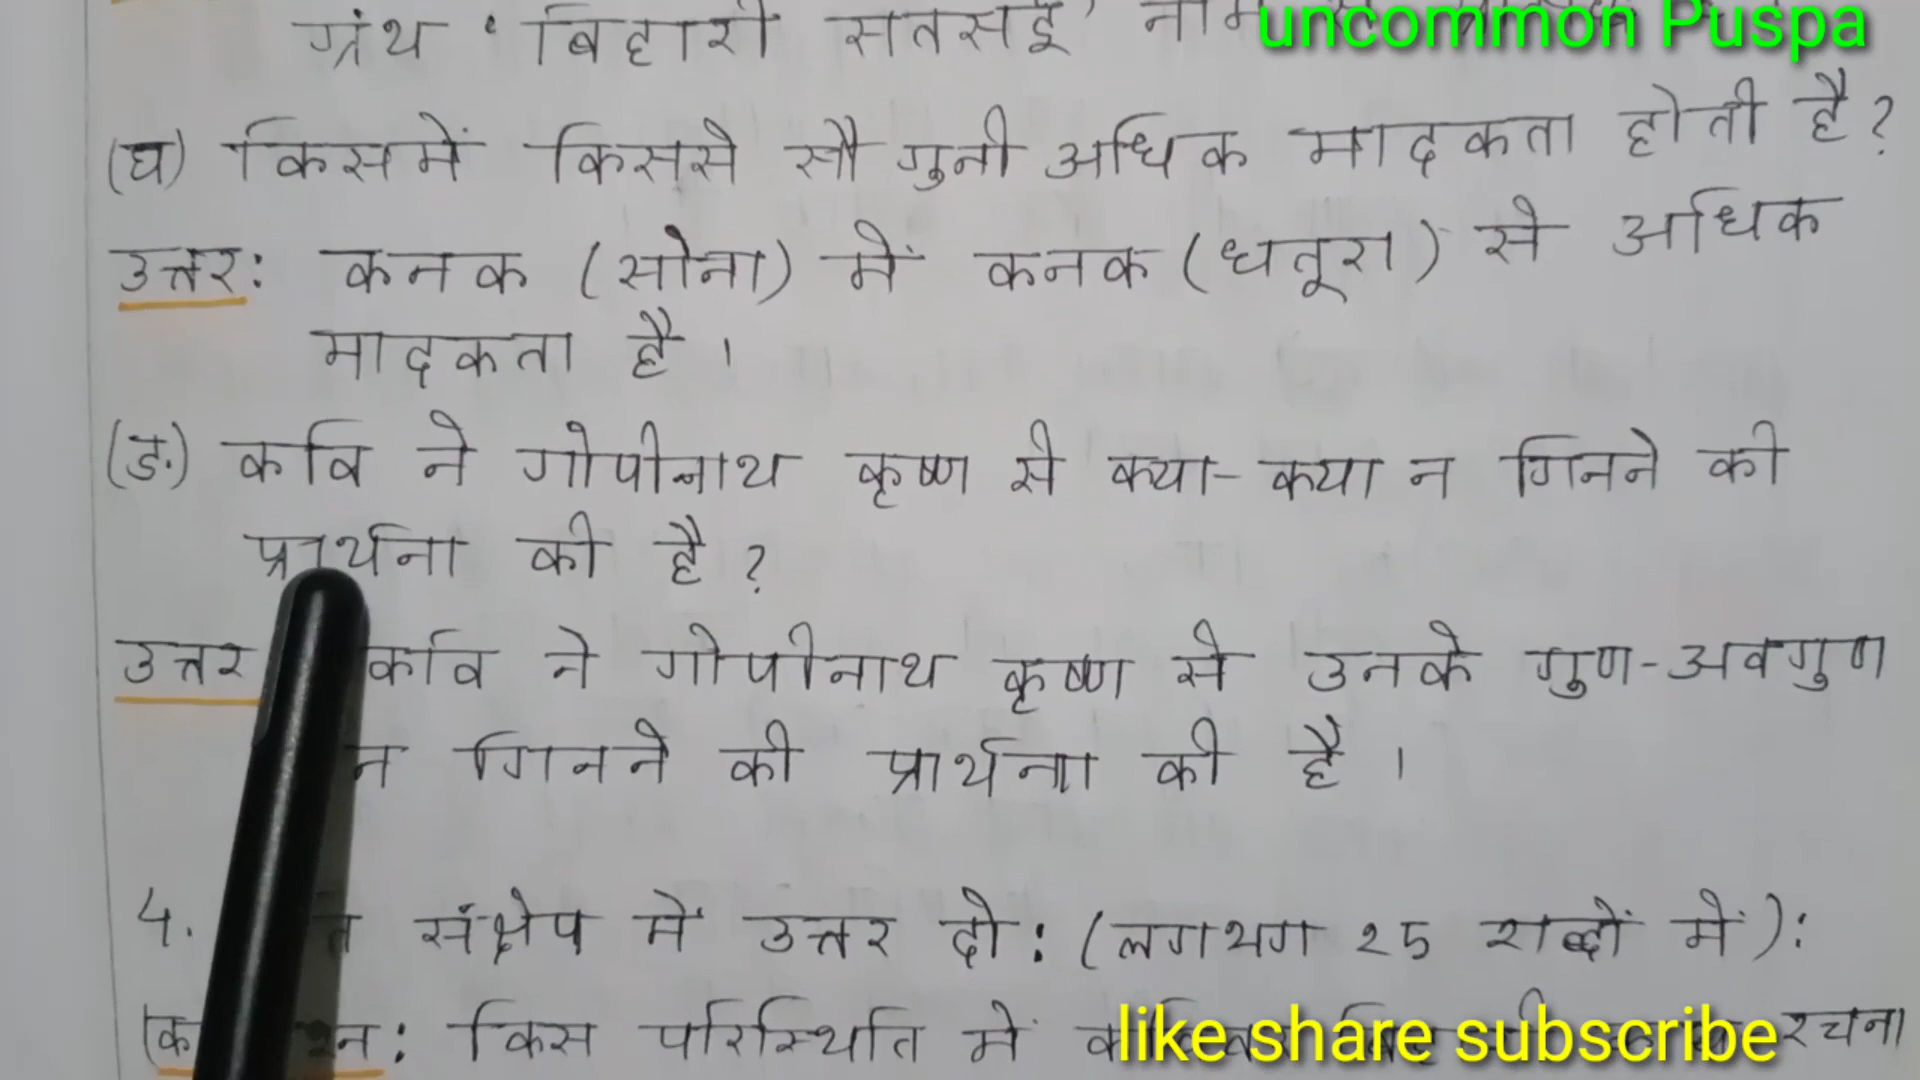 ग्रंथ 'बिहारी सतसई' नाम
uncommon Puspa
(घ) किसमें किससे सौ गुनी अधिक मादकता होती है?
उत्तर: कनक (सोना) में कनक (धतूरा) से अधिक
मादकता है।
(ङ) कवि ने गोपीनाथ कृष्ण से क्या-क्या न गिनने की
प्रार्थना की है?
उत्तर कवि ने गोपीनाथ कृष्ण से उनके गुण-अवगुण
न गिनने की प्रार्थना की है।
4. संक्षेप में उत्तर दो: (लगभग 25 शब्दों में):
(क किस परिस्थिति में रचना
like share subscribe